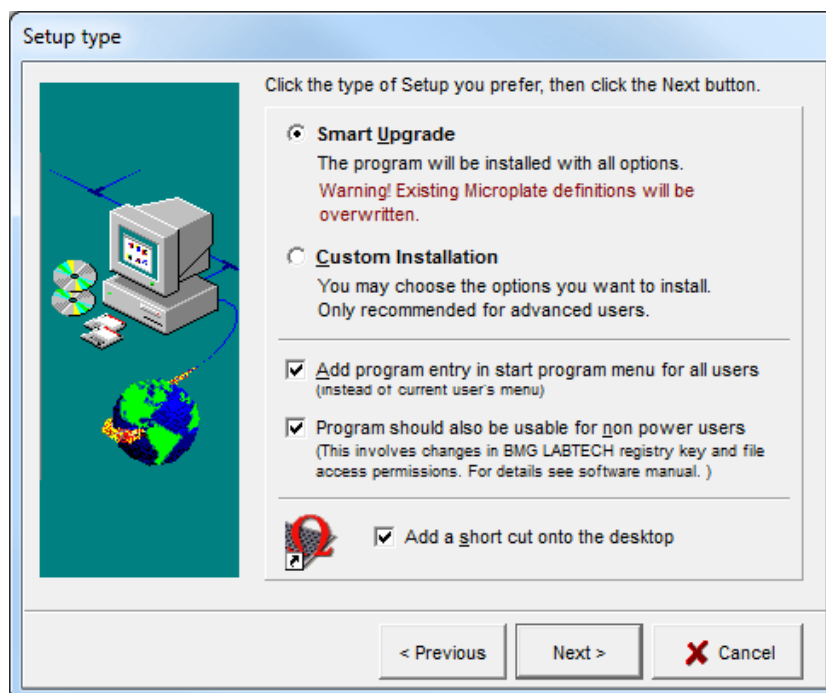 Setup type
Click the type of Setup you prefer, then click the Next button.
Smart Upgrade
The program will be installed with all options.
Warning! Existing Microplate definitions will be
overwritten.
Custom Installation
You may choose the options you want to install.
Only recommended for advanced users.
Add program entry in start program menu for all users
(instead of current user's menu)
Program should also be usable for non power users
(This involves changes in BMG LABTECH registry key and file
access permissions. For details see software manual. )
Ω
Add a short cut onto the desktop
< Previous
Next >
Cancel